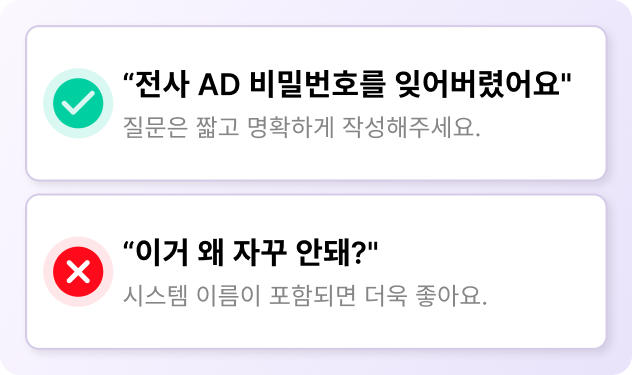 “전사 AD 비밀번호를 잊어버렸어요"
질문은 짧고 명확하게 작성해주세요.
“이거 왜 자꾸 안돼?"
시스템 이름이 포함되면 더욱 좋아요.